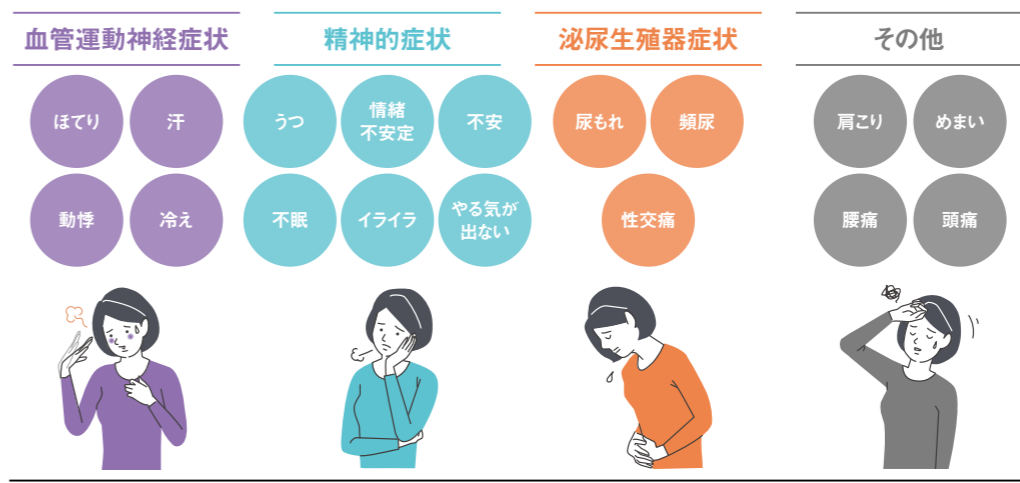 血管運動神経症状
ほてり
汗
動悸
冷え
精神的症状
うつ
情緒
不安定
不安
不眠
イライラ
やる気が
出ない
泌尿生殖器症状
尿もれ
頻尿
性交痛
その他
肩こり
めまい
腰痛
頭痛